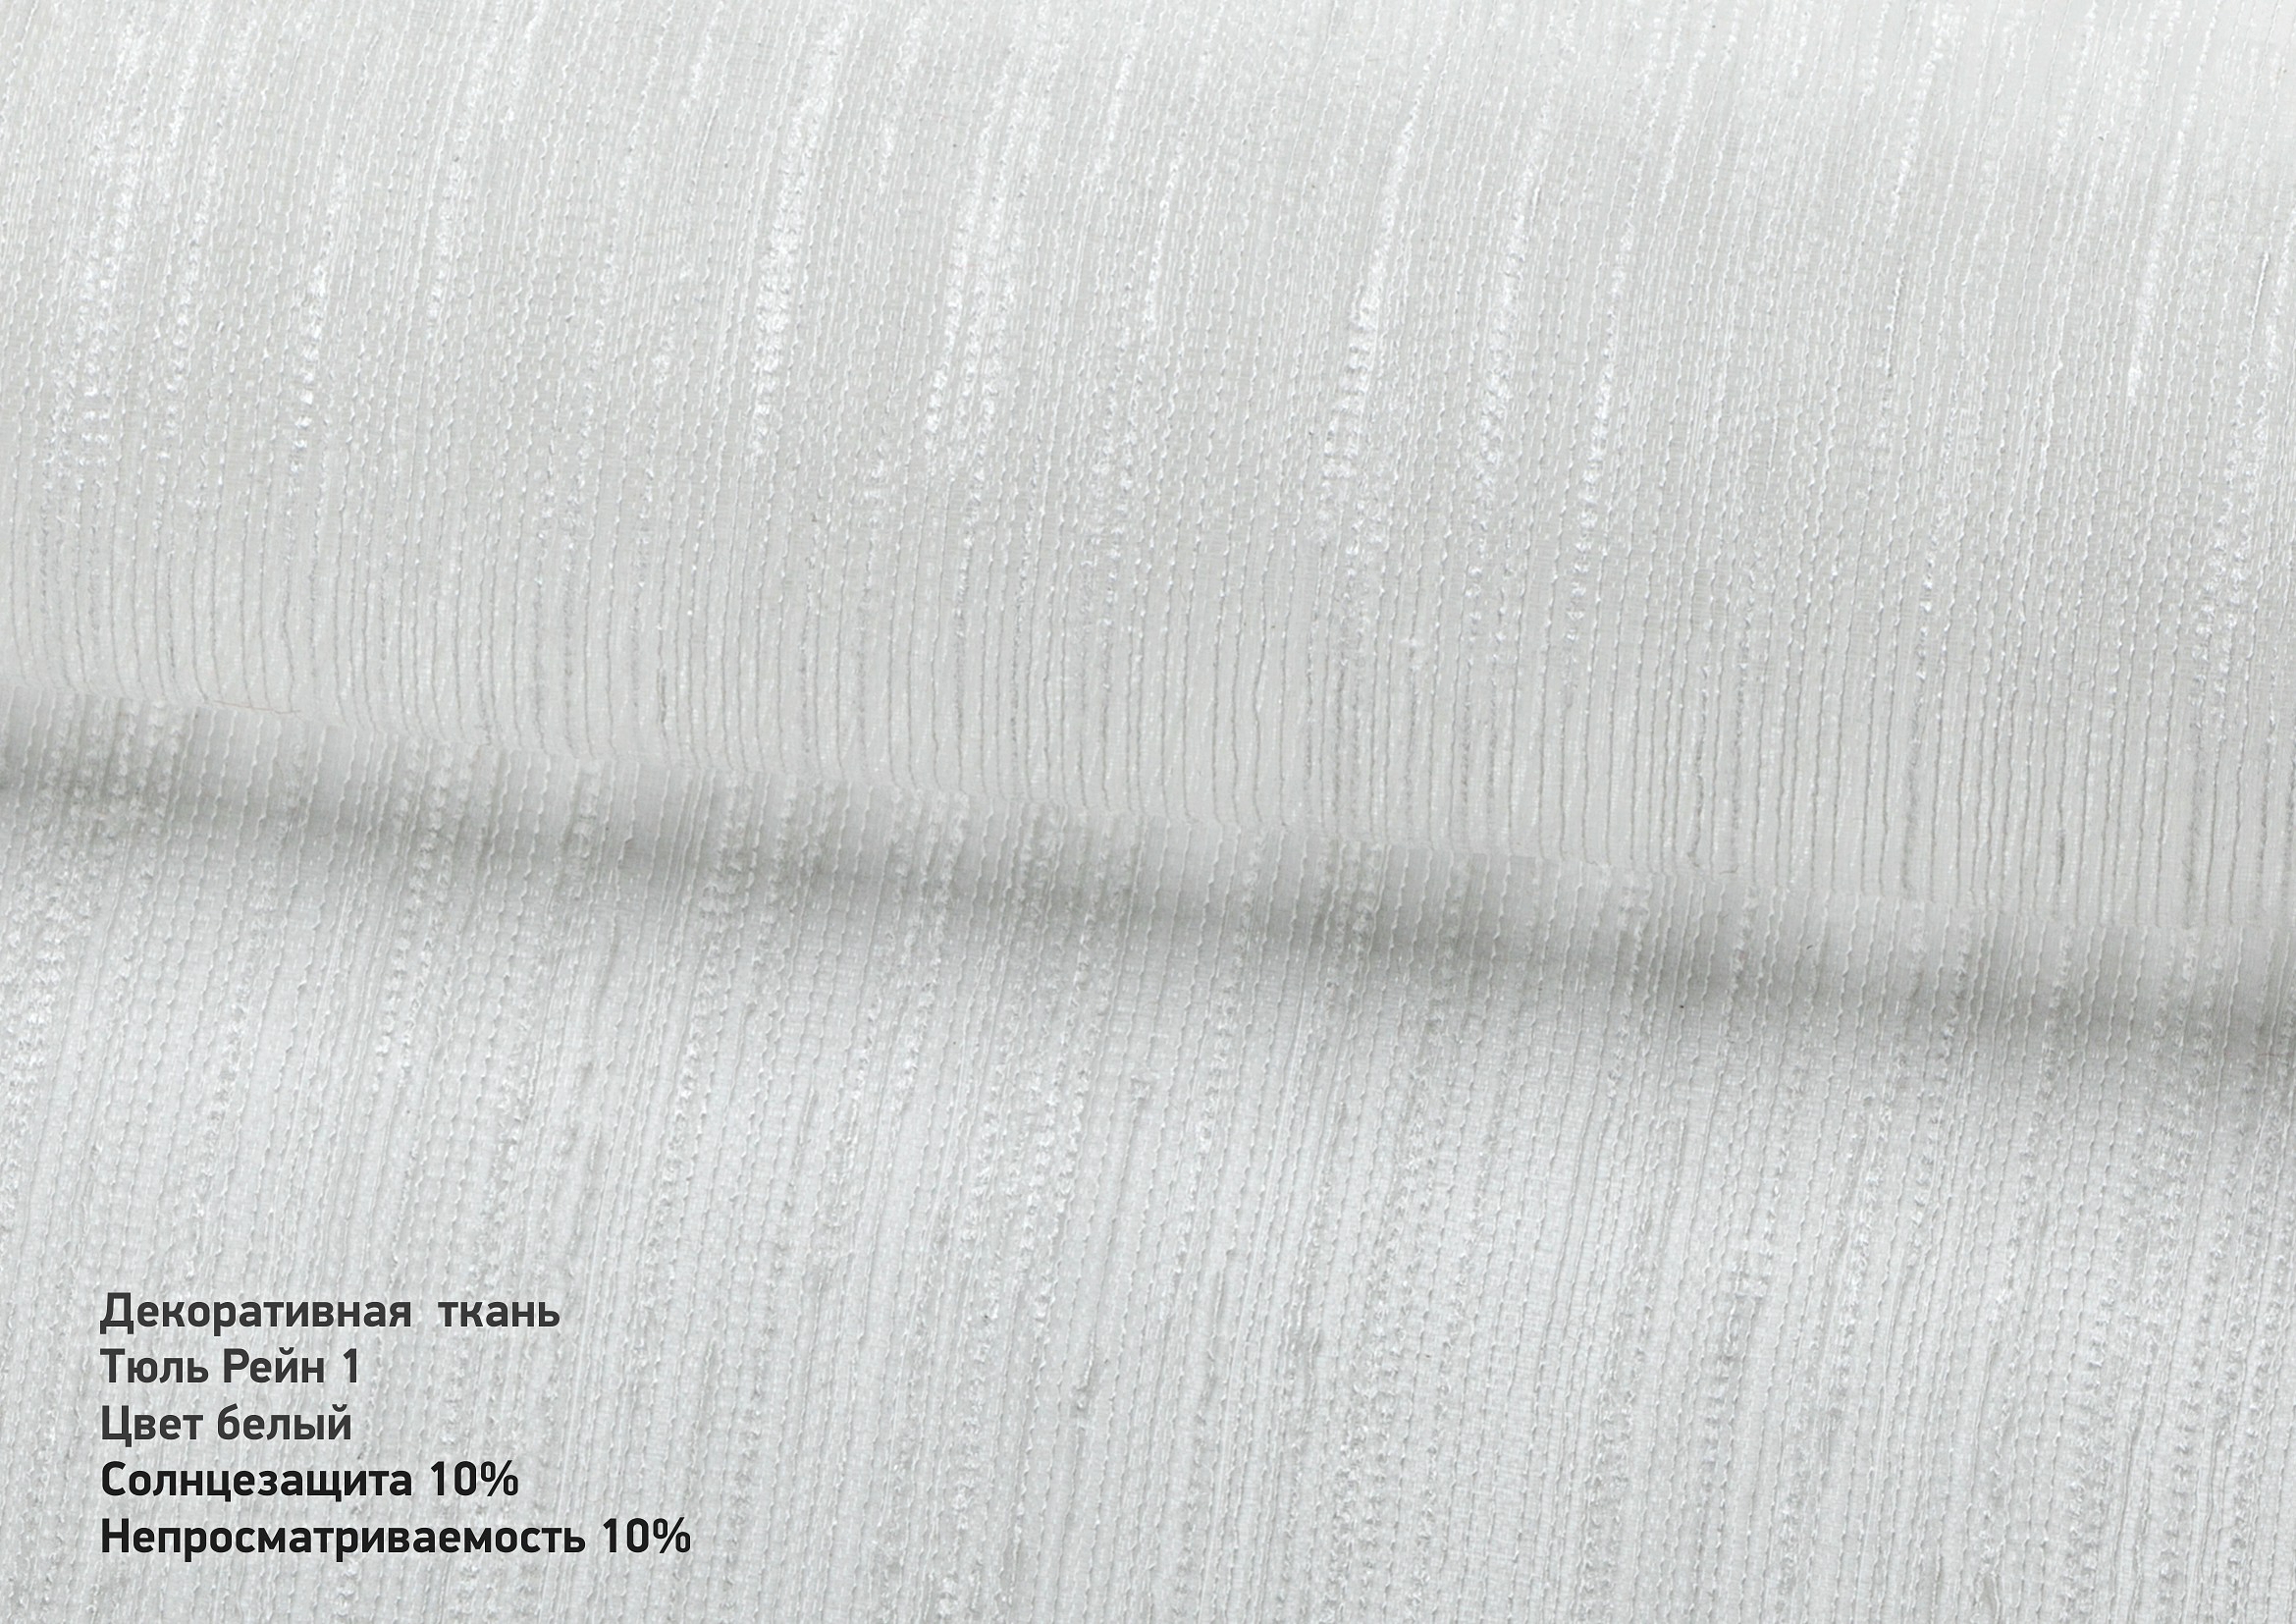 Декоративная ткань
Тюль Рейн 1
Цвет белый
Солнцезащита 10%
Непросматриваемость 10%